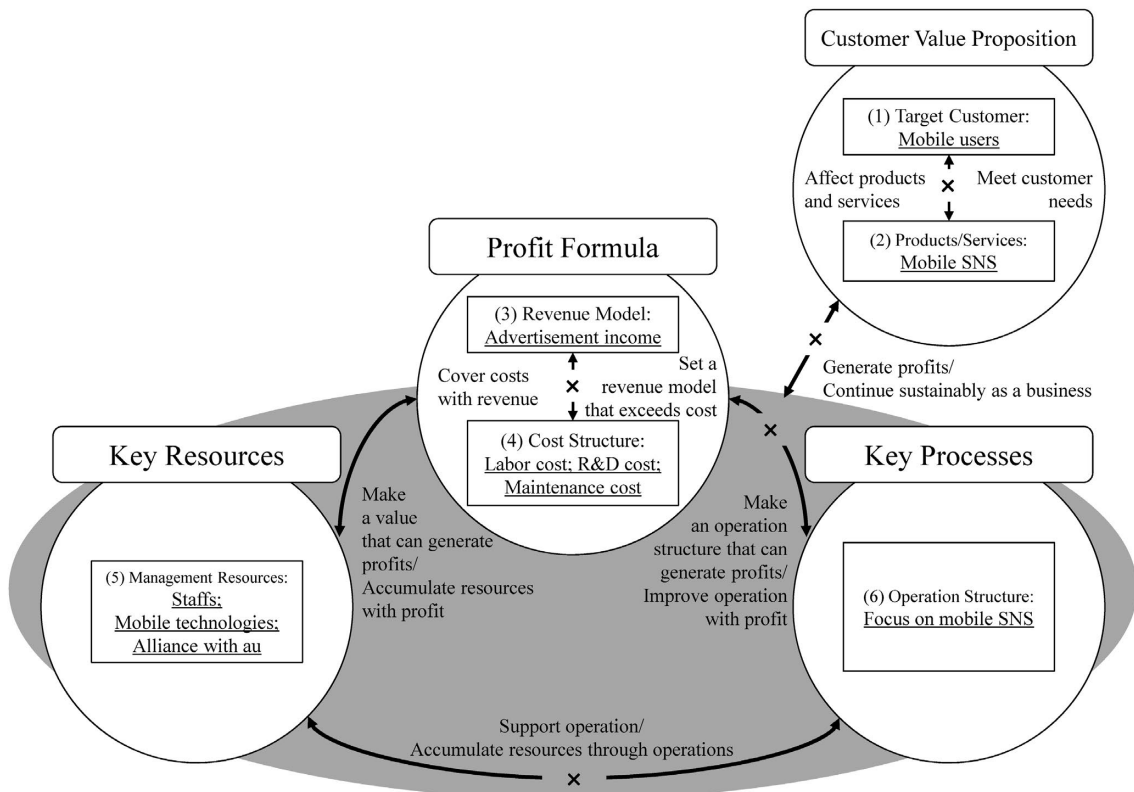 Customer Value Proposition
(1) Target Customer:
Mobile users
Affect products
and services
×
Meet customer
needs
(2) Products/Services:
Mobile SNS
×
Generate profits/
Continue sustainably as a business
Profit Formula
(3) Revenue Model:
Advertisement income
Cover costs
with revenue
×
Set a
revenue model
that exceeds cost
(4) Cost Structure:
Labor cost; R&D cost;
Maintenance cost
×
Key Resources
(5) Management Resources:
Staffs;
Mobile technologies;
Alliance with au
Make
a value
that can generate
profits/
Accumulate resources
with profit
Make
an operation
structure that can
generate profits/
Improve operation
with profit
Key Processes
(6) Operation Structure:
Focus on mobile SNS
Support operation/
Accumulate resources through operations
×